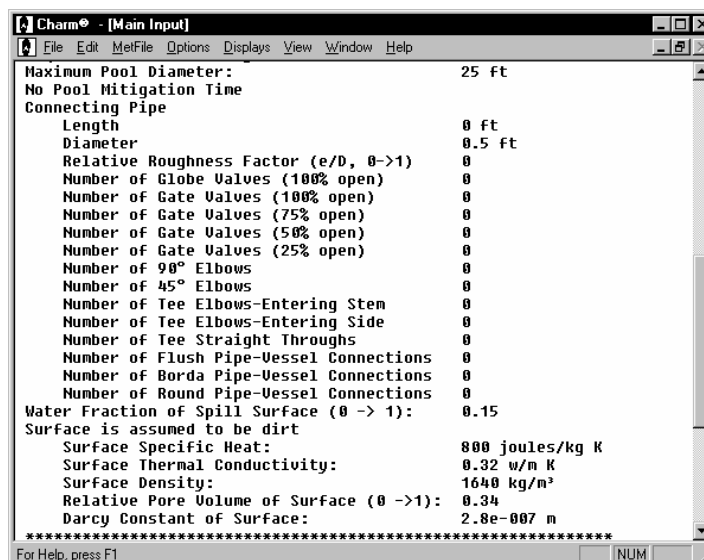 Charm® - [Main Input]
File Edit MetFile Options Displays View Window Help
Maximum Pool Diameter: 25 ft
No Pool Mitigation Time
Connecting Pipe
Length 0 ft
Diameter 0.5 ft
Relative Roughness Factor (e/D, 0->1) 0
Number of Globe Valves (100% open) 0
Number of Gate Valves (100% open) 0
Number of Gate Valves (75% open) 0
Number of Gate Valves (50% open) 0
Number of Gate Valves (25% open) 0
Number of 90° Elbows 0
Number of 45° Elbows 0
Number of Tee Elbows-Entering Stem 0
Number of Tee Elbows-Entering Side 0
Number of Tee Straight Throughs 0
Number of Flush Pipe-Vessel Connections 0
Number of Borda Pipe-Vessel Connections 0
Number of Round Pipe-Vessel Connections 0
Water Fraction of Spill Surface (0 -> 1): 0.15
Surface is assumed to be dirt
Surface Specific Heat: 800 joules/kg K
Surface Thermal Conductivity: 0.32 w/m K
Surface Density: 1640 kg/m³
Relative Pore Volume of Surface (0 ->1): 0.34
Darcy Constant of Surface: 2.8e-007 m
*************************************************************
For Help, press F1 NUM